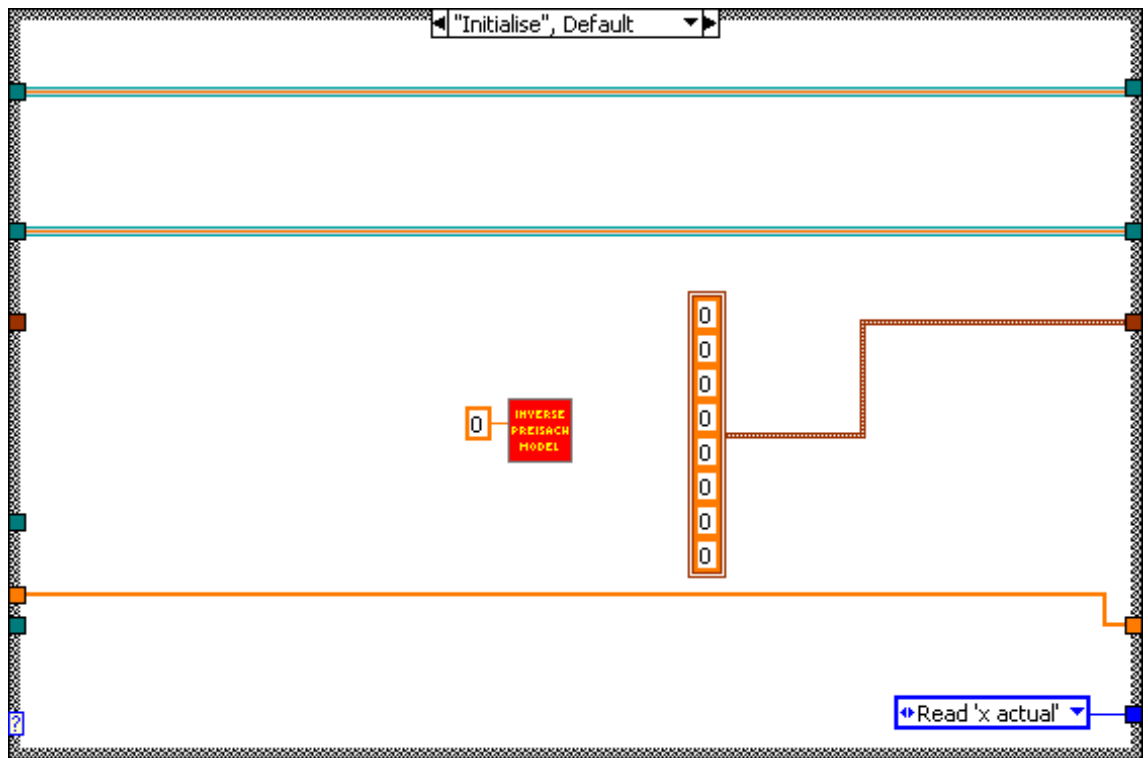 "Initialise", Default
0
0
0
0
INVERSE
0 PREISACH
MODEL
0
0
0
0
?
Read 'x actual'